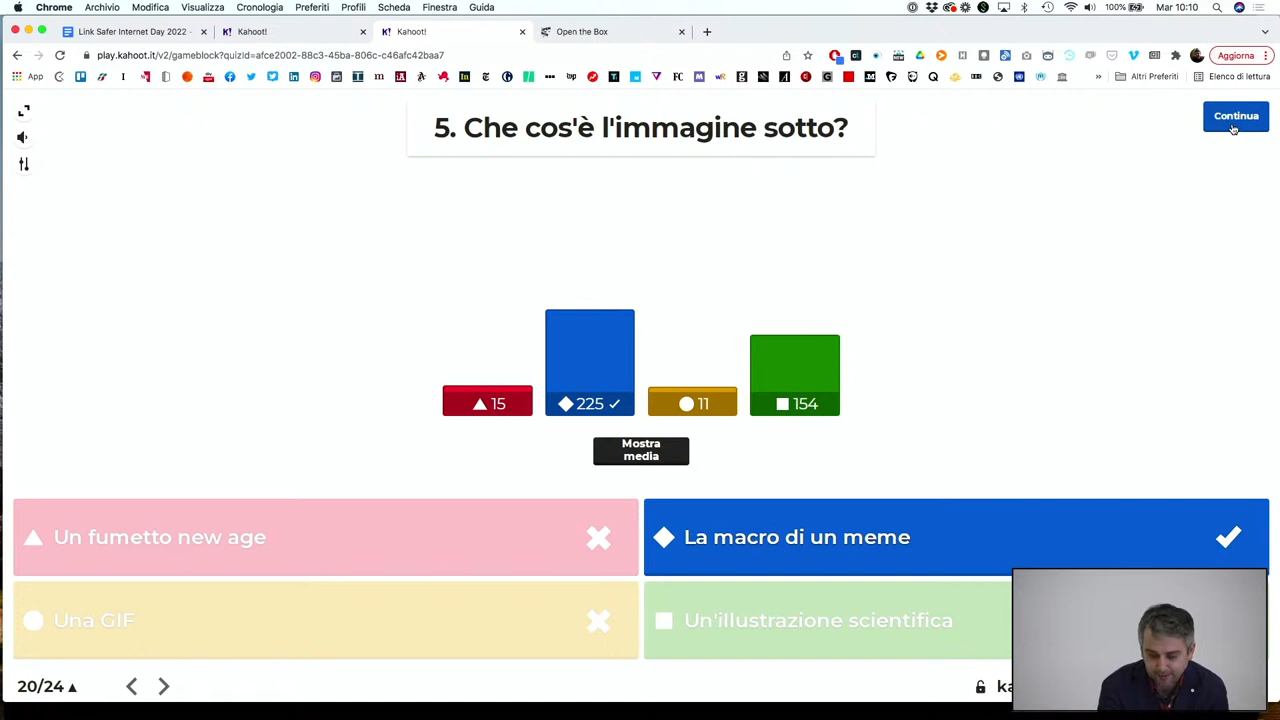 Chrome Archivio Modifica Visualizza Cronologia Preferiti Profili Scheda Finestra Guida 100% Mar 10:10
Link Safer Internet Day 2022 - Kahoot! Kahoot! Open the Box
play.kahoot.it/v2/gameblock?quizId=afce2002-88c3-45ba-806c-c46afc42baa7 Aggiorna
App Altri Preferiti Elenco di lettura
5. Che cos'è l'immagine sotto?
Continua
15 225 11 154
Mostra
media
Un fumetto new age La macro di un meme
Una GIF Un'illustrazione scientifica
20/24